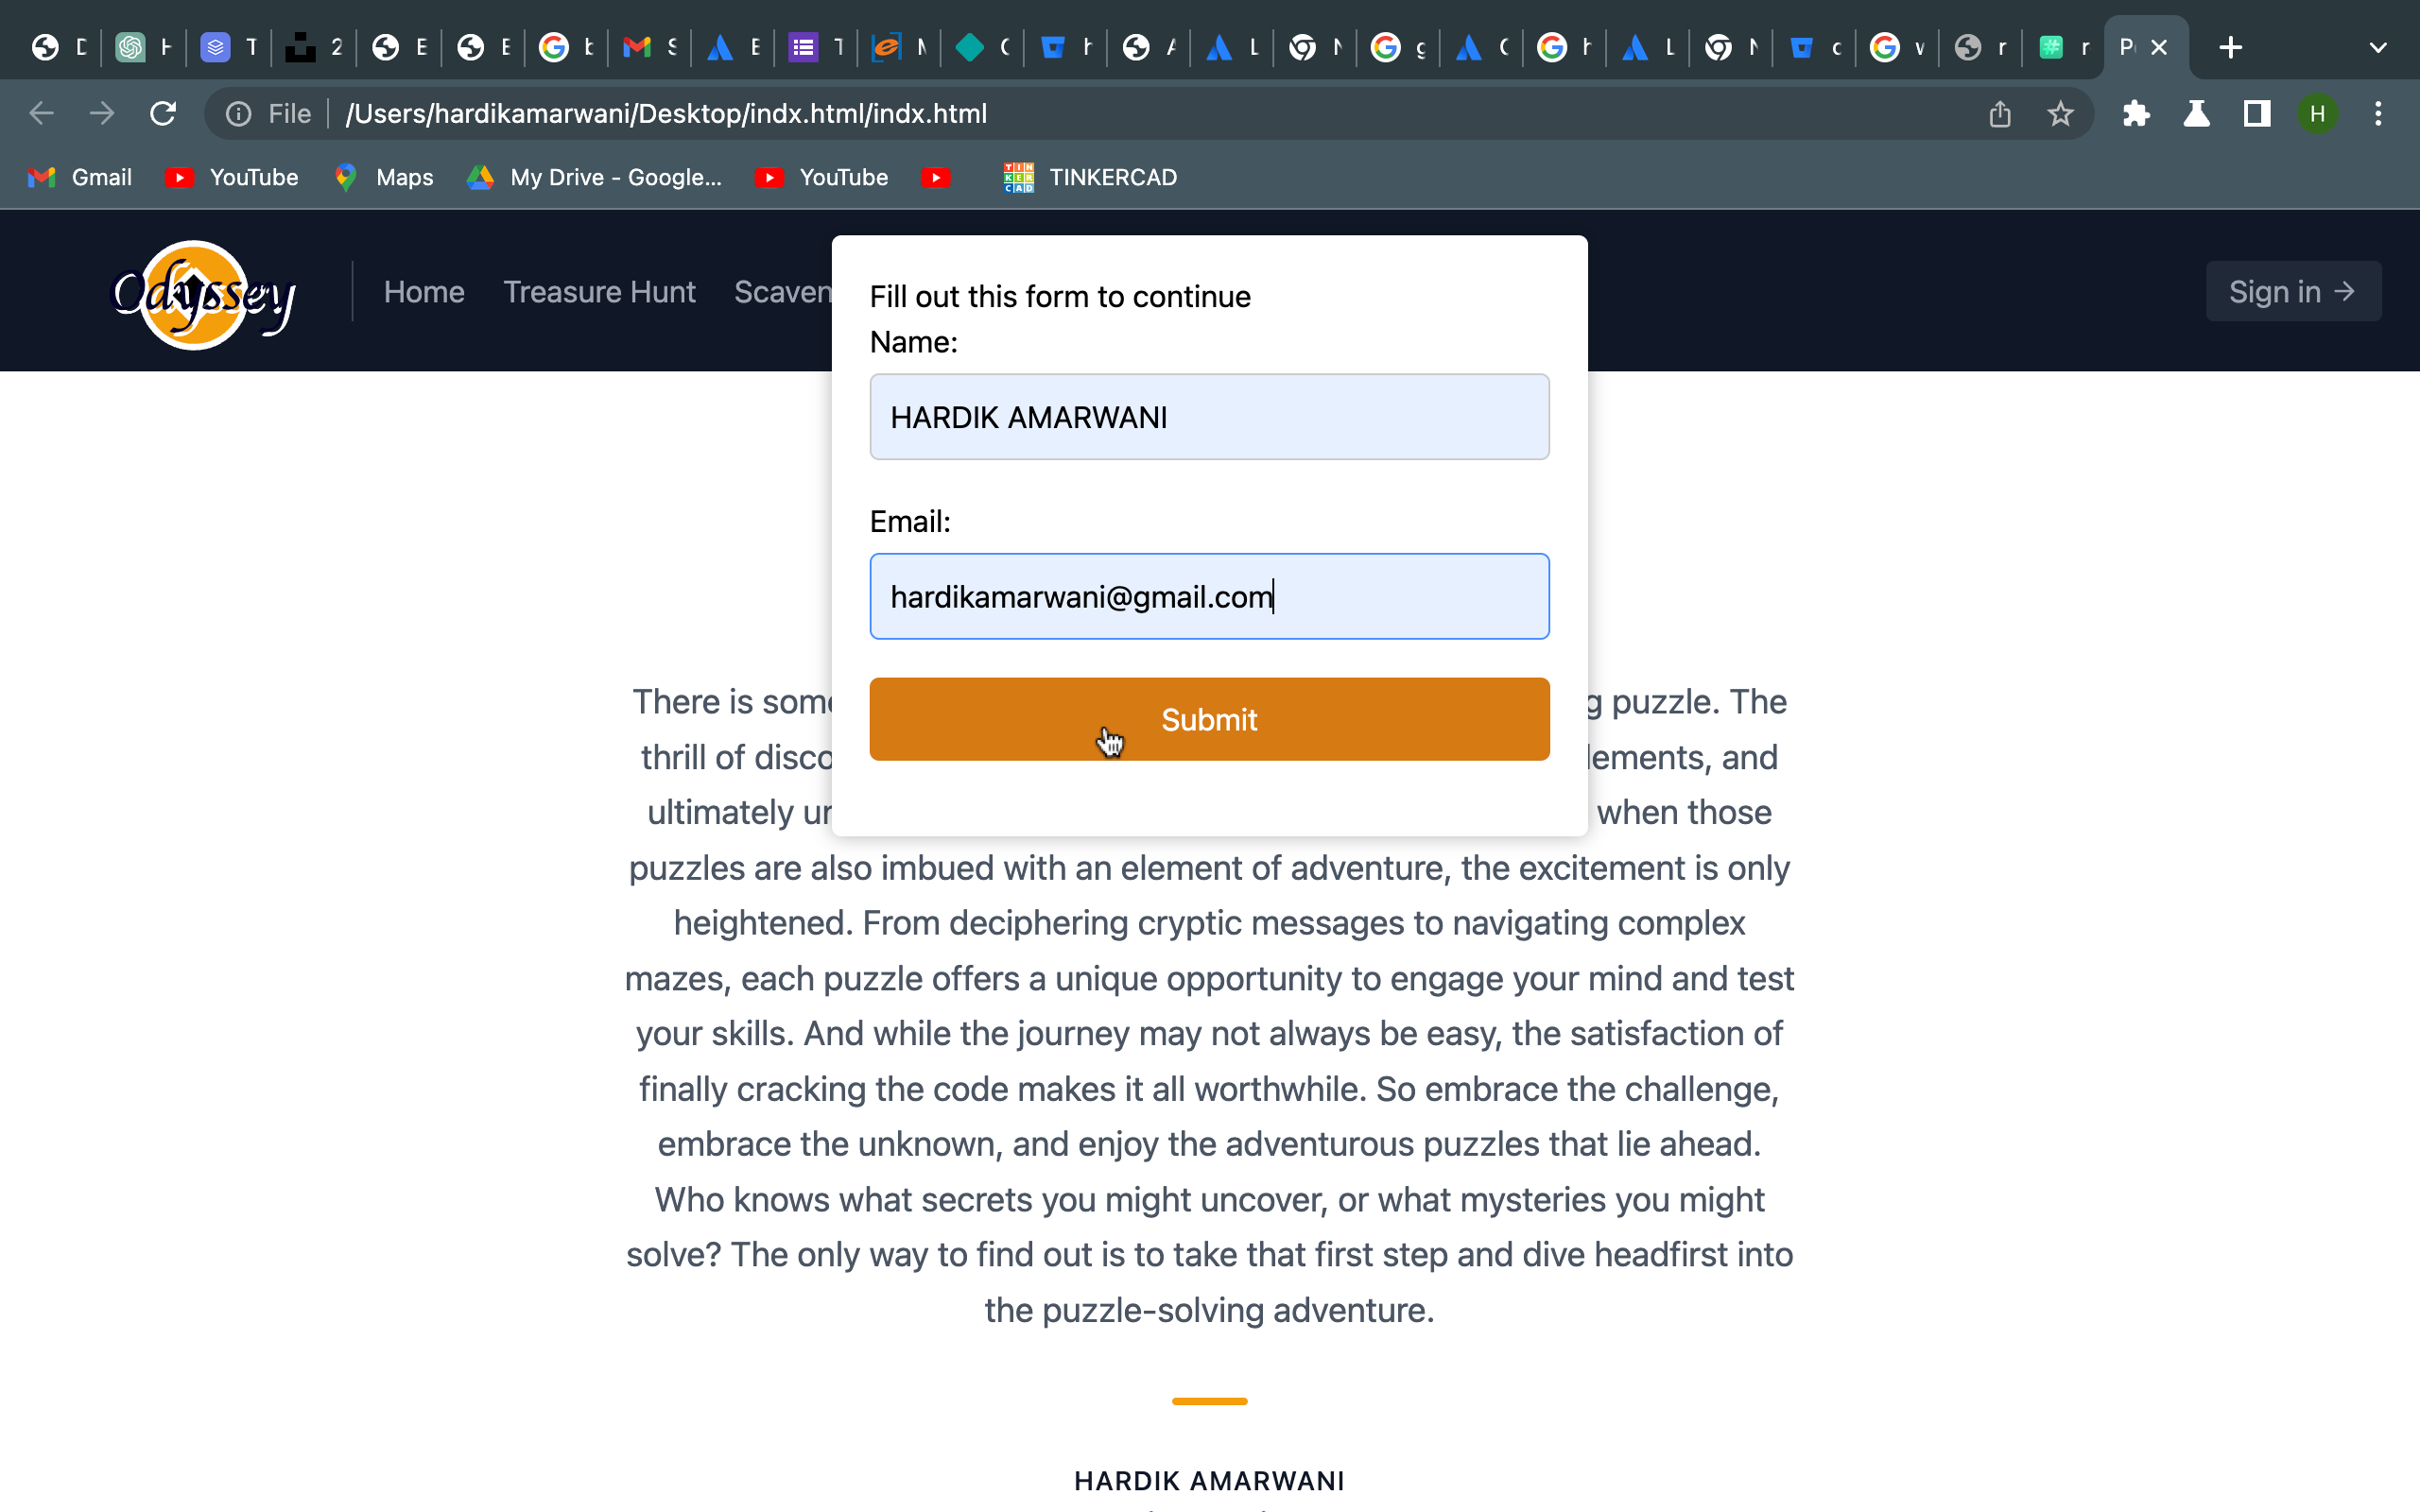 D H T 2 E E G b S E T M C h A L N g C h L N c v r r P
File /Users/hardikamarwani/Desktop/indx.html/indx.html H
Gmail YouTube Maps My Drive - Google... YouTube TINKERCAD
Odyssey Home Treasure Hunt Scaven Sign in →
Fill out this form to continue
Name:
HARDIK AMARWANI
Email:
hardikamarwani@gmail.com
Submit
There is som g puzzle. The
thrill of disco lements, and
ultimately un when those
puzzles are also imbued with an element of adventure, the excitement is only
heightened. From deciphering cryptic messages to navigating complex
mazes, each puzzle offers a unique opportunity to engage your mind and test
your skills. And while the journey may not always be easy, the satisfaction of
finally cracking the code makes it all worthwhile. So embrace the challenge,
embrace the unknown, and enjoy the adventurous puzzles that lie ahead.
Who knows what secrets you might uncover, or what mysteries you might
solve? The only way to find out is to take that first step and dive headfirst into
the puzzle-solving adventure.
HARDIK AMARWANI